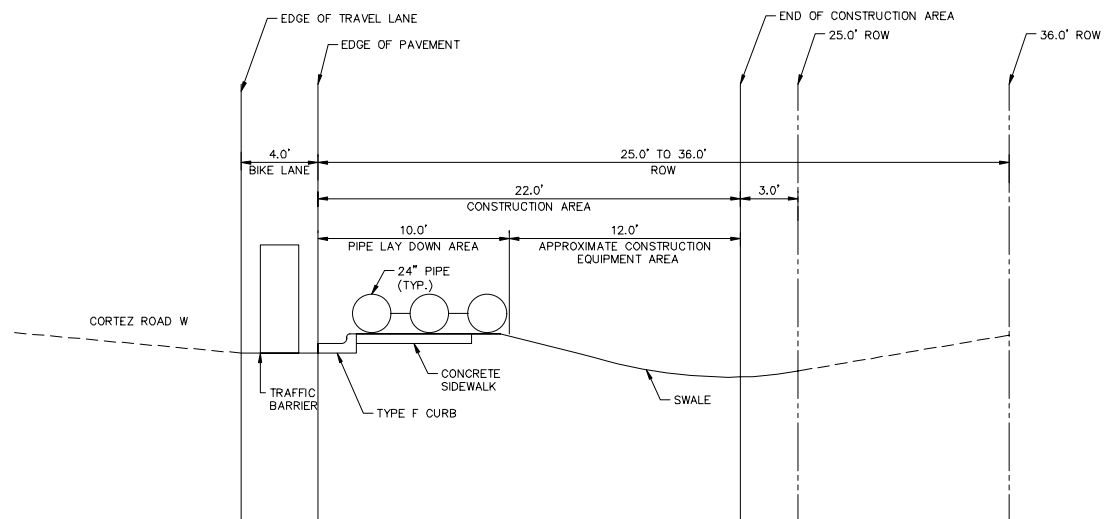 EDGE OF TRAVEL LANE
EDGE OF PAVEMENT
END OF CONSTRUCTION AREA
25.0' ROW
36.0' ROW
4.0'
BIKE LANE
25.0' TO 36.0'
ROW
22.0'
CONSTRUCTION AREA
3.0'
10.0'
PIPE LAY DOWN AREA
12.0'
APPROXIMATE CONSTRUCTION
EQUIPMENT AREA
24" PIPE
(TYP.)
CORTEZ ROAD W
TRAFFIC
BARRIER
TYPE F CURB
CONCRETE
SIDEWALK
SWALE